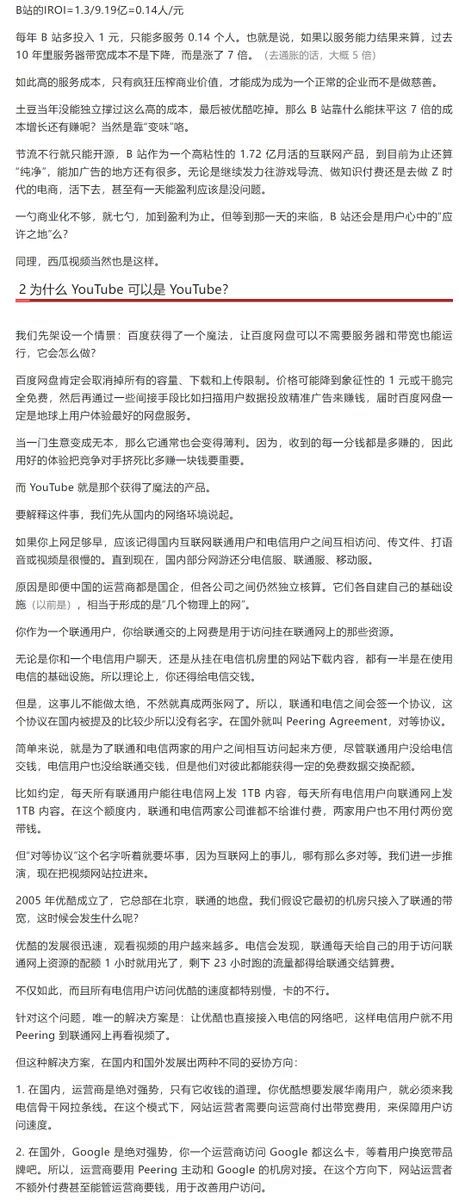 B站的IROI=1.3/9.19亿=0.14人/元
每年 B 站多投入 1 元，只能多服务 0.14 个人。也就是说，如果以服务能力结果来算，过去
10 年里服务器带宽成本不是下降，而是涨了 7 倍。（去通胀的话，大概 5 倍）
如此高的服务成本，只有疯狂压榨商业价值，才能成为成为一个正常的企业而不是做慈善。
土豆当年没能独立撑过这么高的成本，最后被优酷吃掉。那么 B 站靠什么能抹平这 7 倍的成
本增长还有赚呢？当然是靠“变味”咯。
节流不行就只能开源，B 站作为一个高粘性的 1.72 亿月活的互联网产品，到目前为止还算
“纯净”，能加广告的地方还有很多。无论是继续发力往游戏导流、做知识付费还是去做 Z 时
代的电商，活下去，甚至有一天能盈利应该是没问题。
一勺商业化不够，就七勺，加到盈利为止。但等到那一天的来临，B 站还会是用户心中的“应
许之地”么？
同理，西瓜视频当然也是这样。
2 为什么 YouTube 可以是 YouTube？
我们先架设一个情景：百度获得了一个魔法，让百度网盘可以不需要服务器和带宽也能运
行，它会怎么做？
百度网盘肯定会取消掉所有的容量、下载和上传限制。价格可能降到象征性的 1 元或干脆完
全免费，然后再通过一些间接手段比如扫描用户数据投放精准广告来赚钱，届时百度网盘一
定是地球上用户体验最好的网盘服务。
当一门生意变成无本，那么它通常也会变得薄利。因为，收到的每一分钱都是多赚的，因此
用好的体验把竞争对手挤死比多赚一块钱要重要。
而 YouTube 就是那个获得了魔法的产品。
要解释这件事，我们先从国内的网络环境说起。
如果你上网足够早，应该记得国内互联网联通用户和电信用户之间互相访问、传文件、打语
音或视频是很慢的。直到现在，国内部分网游还分电信服、联通服、移动服。
原因是即便中国的运营商都是国企，但各公司之间仍然独立核算。它们各自建自己的基础设
施（以前是），相当于形成的是“几个物理上的网”。
你作为一个联通用户，你给联通交的上网费是用于访问挂在联通网上的那些资源。
无论是你和一个电信用户聊天，还是从挂在电信机房里的网站下载内容，都有一半是在使用
电信的基础设施。所以理论上，你还得给电信交钱。
但是，这事儿不能做太绝，不然就真成两张网了。所以，联通和电信之间会签一个协议，这
个协议在国内被提及的比较少所以没有名字。在国外就叫 Peering Agreement，对等协议。
简单来说，就是为了联通和电信两家的用户之间相互访问起来方便，尽管联通用户没给电信
交钱，电信用户也没给联通交钱，但是他们对彼此都能获得一定的免费数据交换配额。
比如约定，每天所有联通用户能往电信网上发 1TB 内容，每天所有电信用户向联通网上发
1TB 内容。在这个额度内，联通和电信两家公司谁都不给谁付费，两家用户也不用付两份宽
带钱。
但“对等协议”这个名字听着就要坏事，因为互联网上的事儿，哪有那么多对等。我们进一步推
演，现在把视频网站拉进来。
2005 年优酷成立了，它总部在北京，联通的地盘。我们假设它最初的机房只接入了联通的带
宽，这时候会发生什么呢？
优酷的发展很迅速，观看视频的用户越来越多。电信会发现，联通每天给自己的用于访问联
通网上资源的配额 1 小时就用光了，剩下 23 小时跑的流量都得给联通交结算费。
不仅如此，而且所有电信用户访问优酷的速度都特别慢，卡的不行。
针对这个问题，唯一的解决方案是：让优酷也直接接入电信的网络吧，这样电信用户就不用
Peering 到联通网上再看视频了。
但这种解决方案，在国内和国外发展出两种不同的妥协方向：
1. 在国内，运营商是绝对强势，只有它收钱的道理。你优酷想要发展华南用户，就必须来我
电信骨干网拉条线。在这个模式下，网站运营者需要向运营商付出带宽费用，来保障用户访
问速度。
2. 在国外，Google 是绝对强势，你一个运营商访问 Google 都这么卡，等着用户换宽带品
牌吧。所以，运营商要用 Peering 主动和 Google 的机房对接。在这个方向下，网站运营者
不额外付费甚至能管运营商要钱，用于改善用户访问。